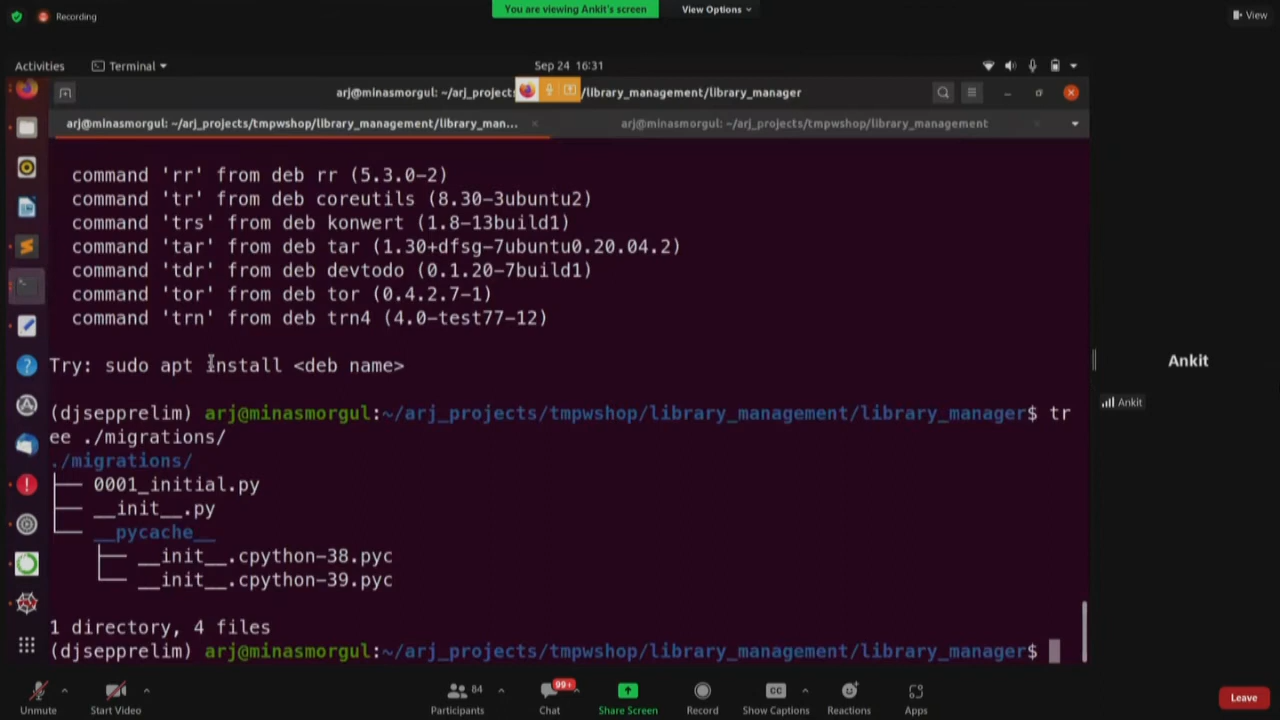 Recording
You are viewing Ankit's screen
View Options
View
Activities
Terminal
Sep 24 16:31
arj@minasmorgul: ~/arj_project
/library_management/library_manager
arj@minasmorgul: ~/arj_projects/tmpwshop/library_management/library_man...
arj@minasmorgul: ~/arj_projects/tmpwshop/library_management
command 'rr' from deb rr (5.3.0-2)
command 'tr' from deb coreutils (8.30-3ubuntu2)
command 'trs' from deb konwert (1.8-13build1)
command 'tar' from deb tar (1.30+dfsg-7ubuntu0.20.04.2)
command 'tdr' from deb devtodo (0.1.20-7build1)
command 'tor' from deb tor (0.4.2.7-1)
command 'trn' from deb trn4 (4.0-test77-12)
Try: sudo apt install <deb name>
(djsepprelim) arj@minasmorgul:~/arj_projects/tmpwshop/library_management/library_manager$ tr
ee ./migrations/
./migrations/
├── 0001_initial.py
├── __init__.py
└── __pycache__
├── __init__.cpython-38.pyc
└── __init__.cpython-39.pyc
1 directory, 4 files
(djsepprelim) arj@minasmorgul:~/arj_projects/tmpwshop/library_management/library_manager$
Ankit
Ankit
Unmute
Start Video
Participants
84
Chat
99+
Share Screen
Record
CC
Show Captions
Reactions
Apps
Leave